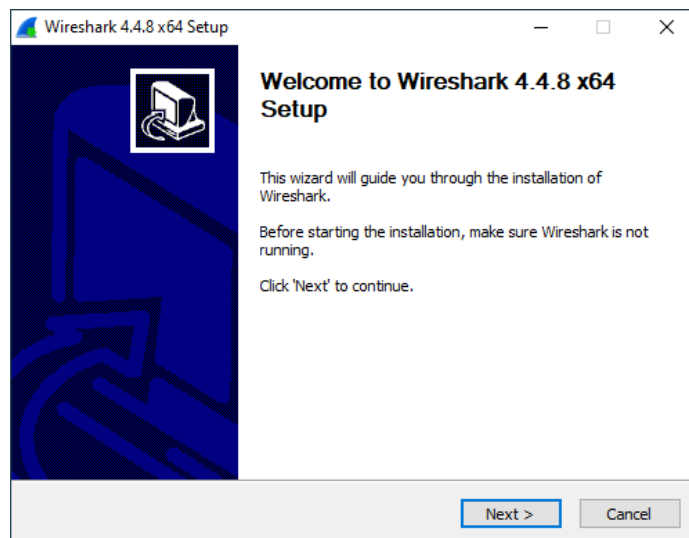 Wireshark 4.4.8 x64 Setup
Welcome to Wireshark 4.4.8 x64
Setup
This wizard will guide you through the installation of
Wireshark.
Before starting the installation, make sure Wireshark is not
running.
Click 'Next' to continue.
Next >
Cancel